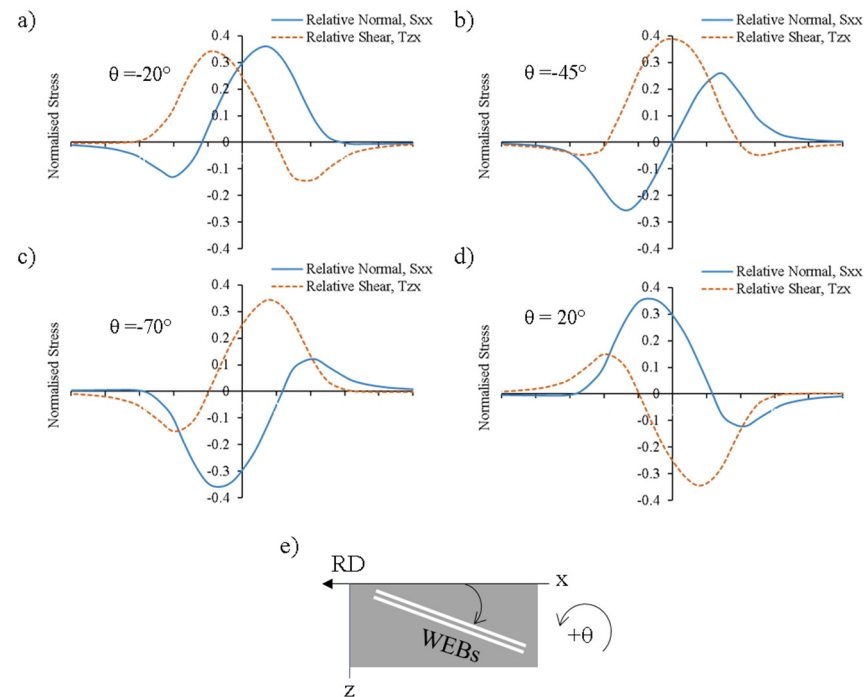 a)
Relative Normal, Sxx
Relative Shear, Tzx
θ =-20°
Normalised Stress
0.4
0.3
0.2
0.1
0
-0.1
-0.2
-0.3
-0.4
b)
Relative Normal, Sxx
Relative Shear, Tzx
θ =-45°
Normalised Stress
0.4
0.3
0.2
0.1
0
-0.1
-0.2
-0.3
-0.4
c)
Relative Normal, Sxx
Relative Shear, Tzx
θ =-70°
Normalised Stress
0.4
0.3
0.2
0.1
0
-0.1
-0.2
-0.3
-0.4
d)
Relative Normal, Sxx
Relative Shear, Tzx
θ = 20°
Normalised Stress
0.4
0.3
0.2
0.1
0
-0.1
-0.2
-0.3
-0.4
e)
RD
x
WEBs
+θ
z